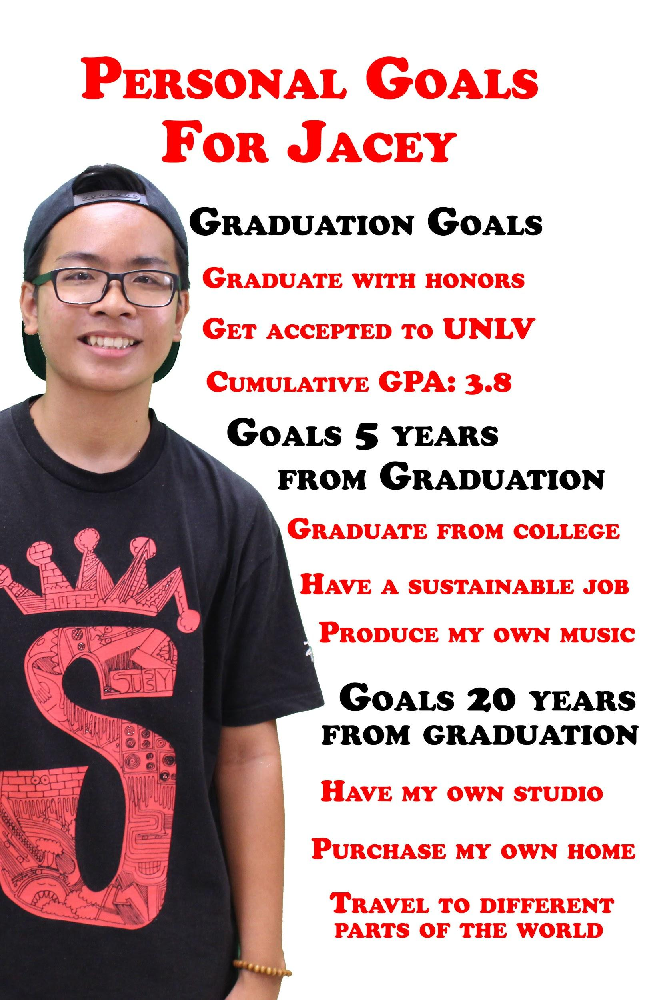 Personal Goals
For Jacey
Graduation Goals
Graduate with honors
Get accepted to UNLV
Cumulative GPA: 3.8
Goals 5 years
from Graduation
Graduate from college
Have a sustainable job
Produce my own music
Goals 20 years
from graduation
Have my own studio
Purchase my own home
Travel to different
parts of the world
STUSSY
STUSSY